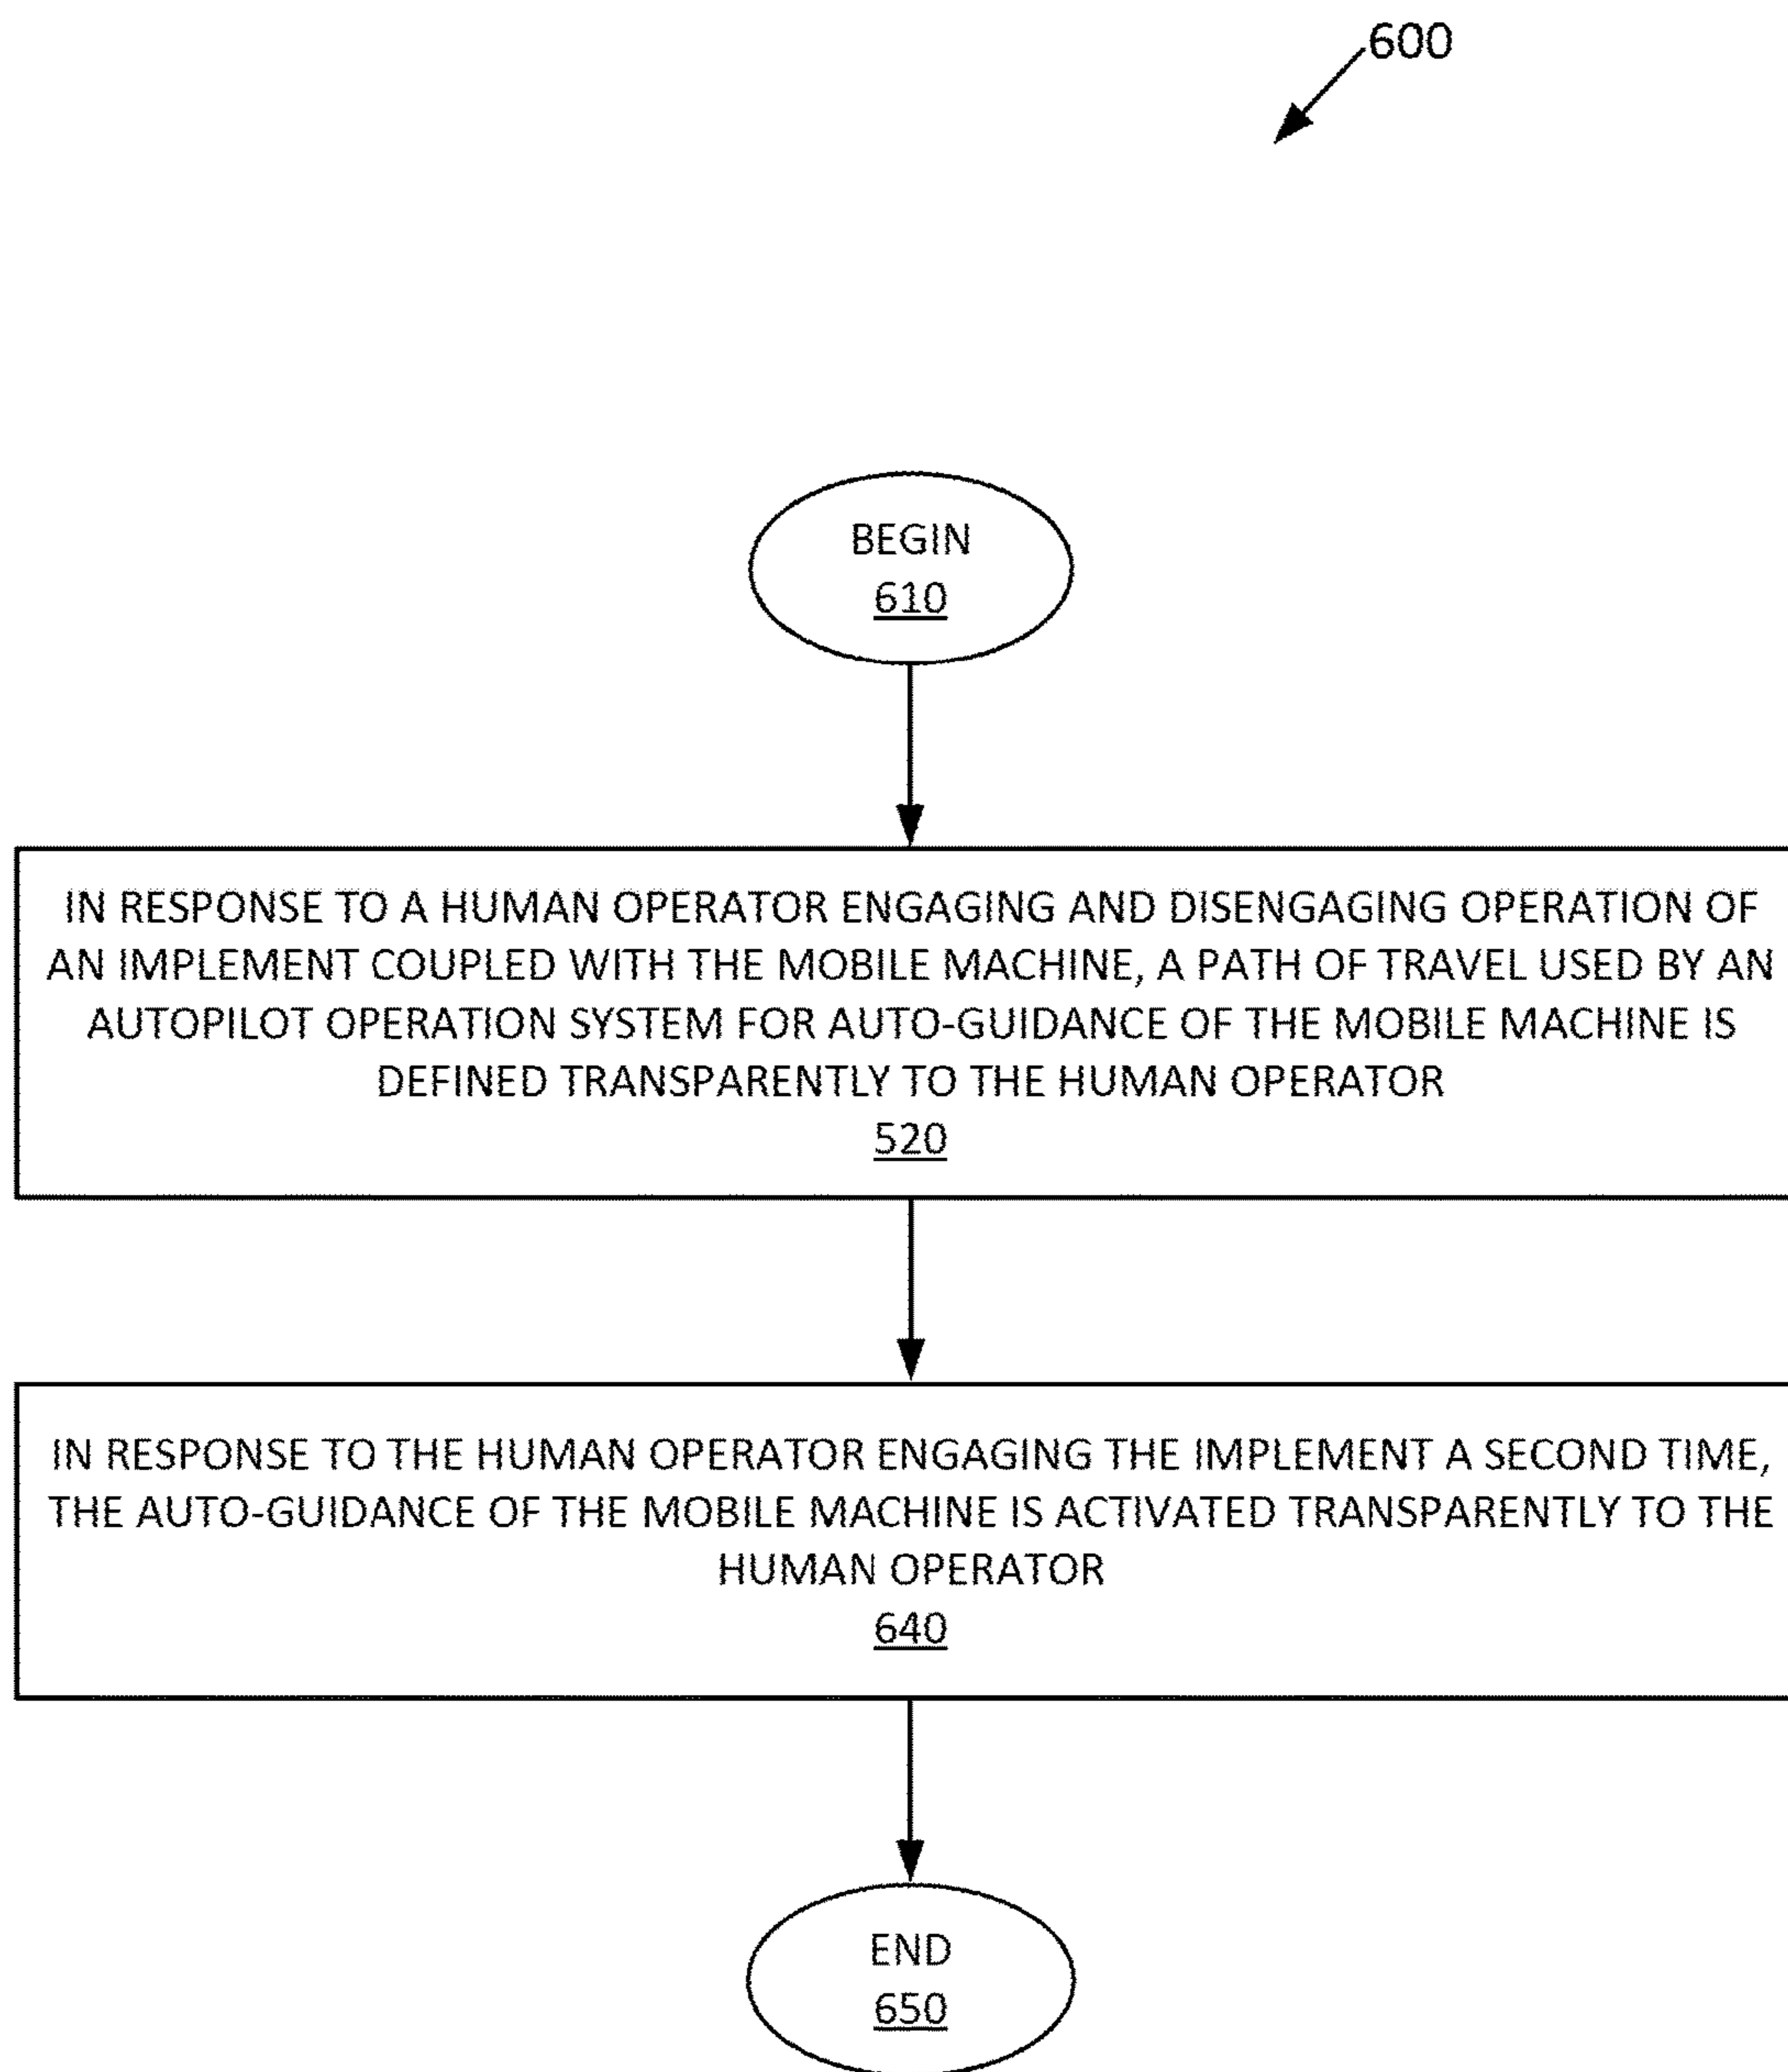 600
BEGIN
610
IN RESPONSE TO A HUMAN OPERATOR ENGAGING AND DISENGAGING OPERATION OF
AN IMPLEMENT COUPLED WITH THE MOBILE MACHINE, A PATH OF TRAVEL USED BY AN
AUTOPILOT OPERATION SYSTEM FOR AUTO-GUIDANCE OF THE MOBILE MACHINE IS
DEFINED TRANSPARENTLY TO THE HUMAN OPERATOR
520
IN RESPONSE TO THE HUMAN OPERATOR ENGAGING THE IMPLEMENT A SECOND TIME,
THE AUTO-GUIDANCE OF THE MOBILE MACHINE IS ACTIVATED TRANSPARENTLY TO THE
HUMAN OPERATOR
640
END
650